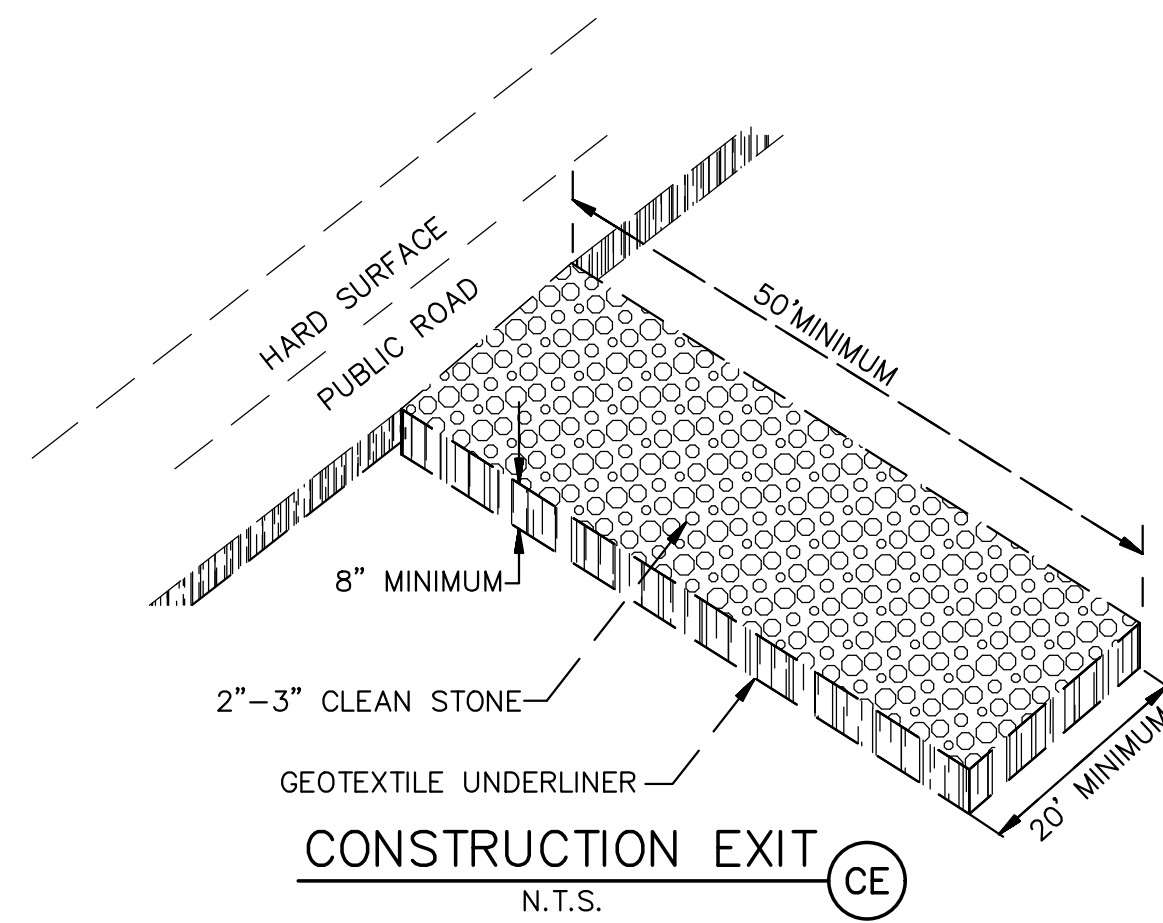 HARD SURFACE
PUBLIC ROAD
50'MINIMUM
8" MINIMUM
2"-3" CLEAN STONE
GEOTEXTILE UNDERLINER
20' MINIMUM
CONSTRUCTION EXIT
CE
N.T.S.